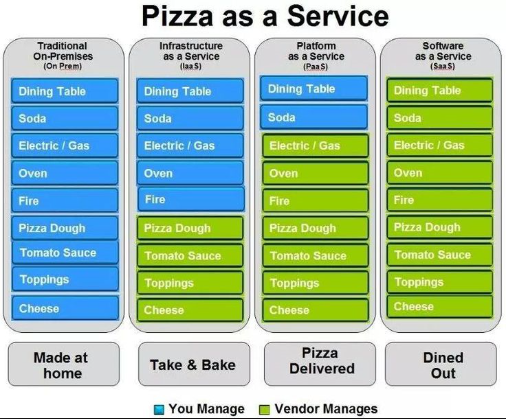 Pizza as a Service
Traditional
On-Premises
(On Prem)
Dining Table
Soda
Electric / Gas
Oven
Fire
Pizza Dough
Tomato Sauce
Toppings
Cheese
Made at
home
Infrastructure
as a Service
(IaaS)
Dining Table
Soda
Electric / Gas
Oven
Fire
Pizza Dough
Tomato Sauce
Toppings
Cheese
Take & Bake
Platform
as a Service
(PaaS)
Dining Table
Soda
Electric / Gas
Oven
Fire
Pizza Dough
Tomato Sauce
Toppings
Cheese
Pizza
Delivered
Software
as a Service
(SaaS)
Dining Table
Soda
Electric / Gas
Oven
Fire
Pizza Dough
Tomato Sauce
Toppings
Cheese
Dined
Out
You Manage
Vendor Manages